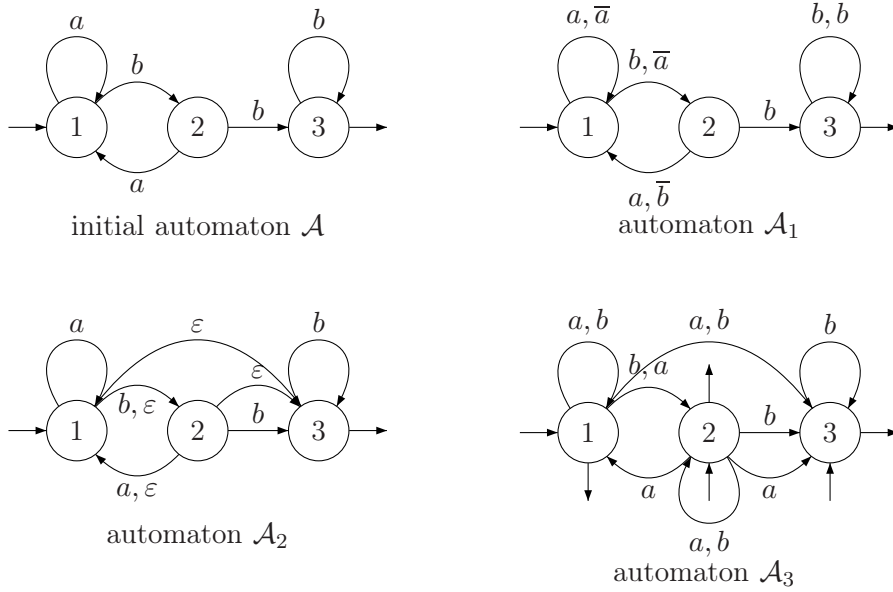 a
b
b
1
2
b
3
a
initial automaton 𝒜
a, a̅
b, a̅
b, b
1
2
b
3
a, b̅
automaton 𝒜₁
a
ε
b
ε
b, ε
1
2
b
3
a, ε
automaton 𝒜₂
a, b
a, b
b
b, a
1
2
b
3
a
a
a, b
automaton 𝒜₃